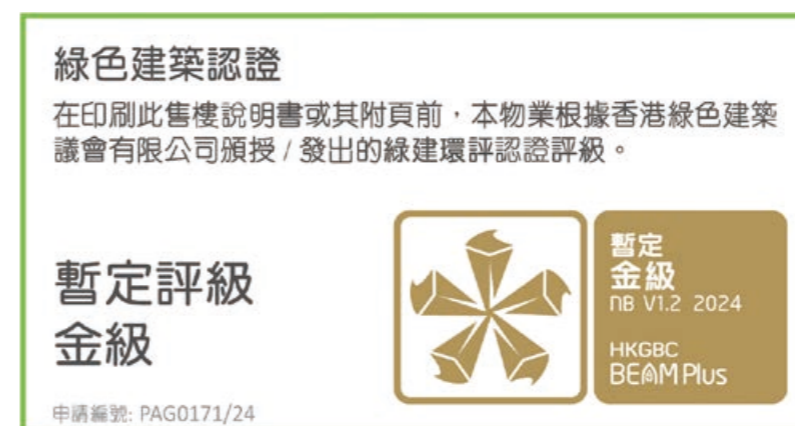 綠色建築認證
在印刷此售樓說明書或其附頁前，本物業根據香港綠色建築
議會有限公司頒授 / 發出的綠建環評認證評級。
暫定評級
金級
暫定
金級
NB V1.2 2024
HKGBC
BEAM Plus
申請編號: PAG0171/24